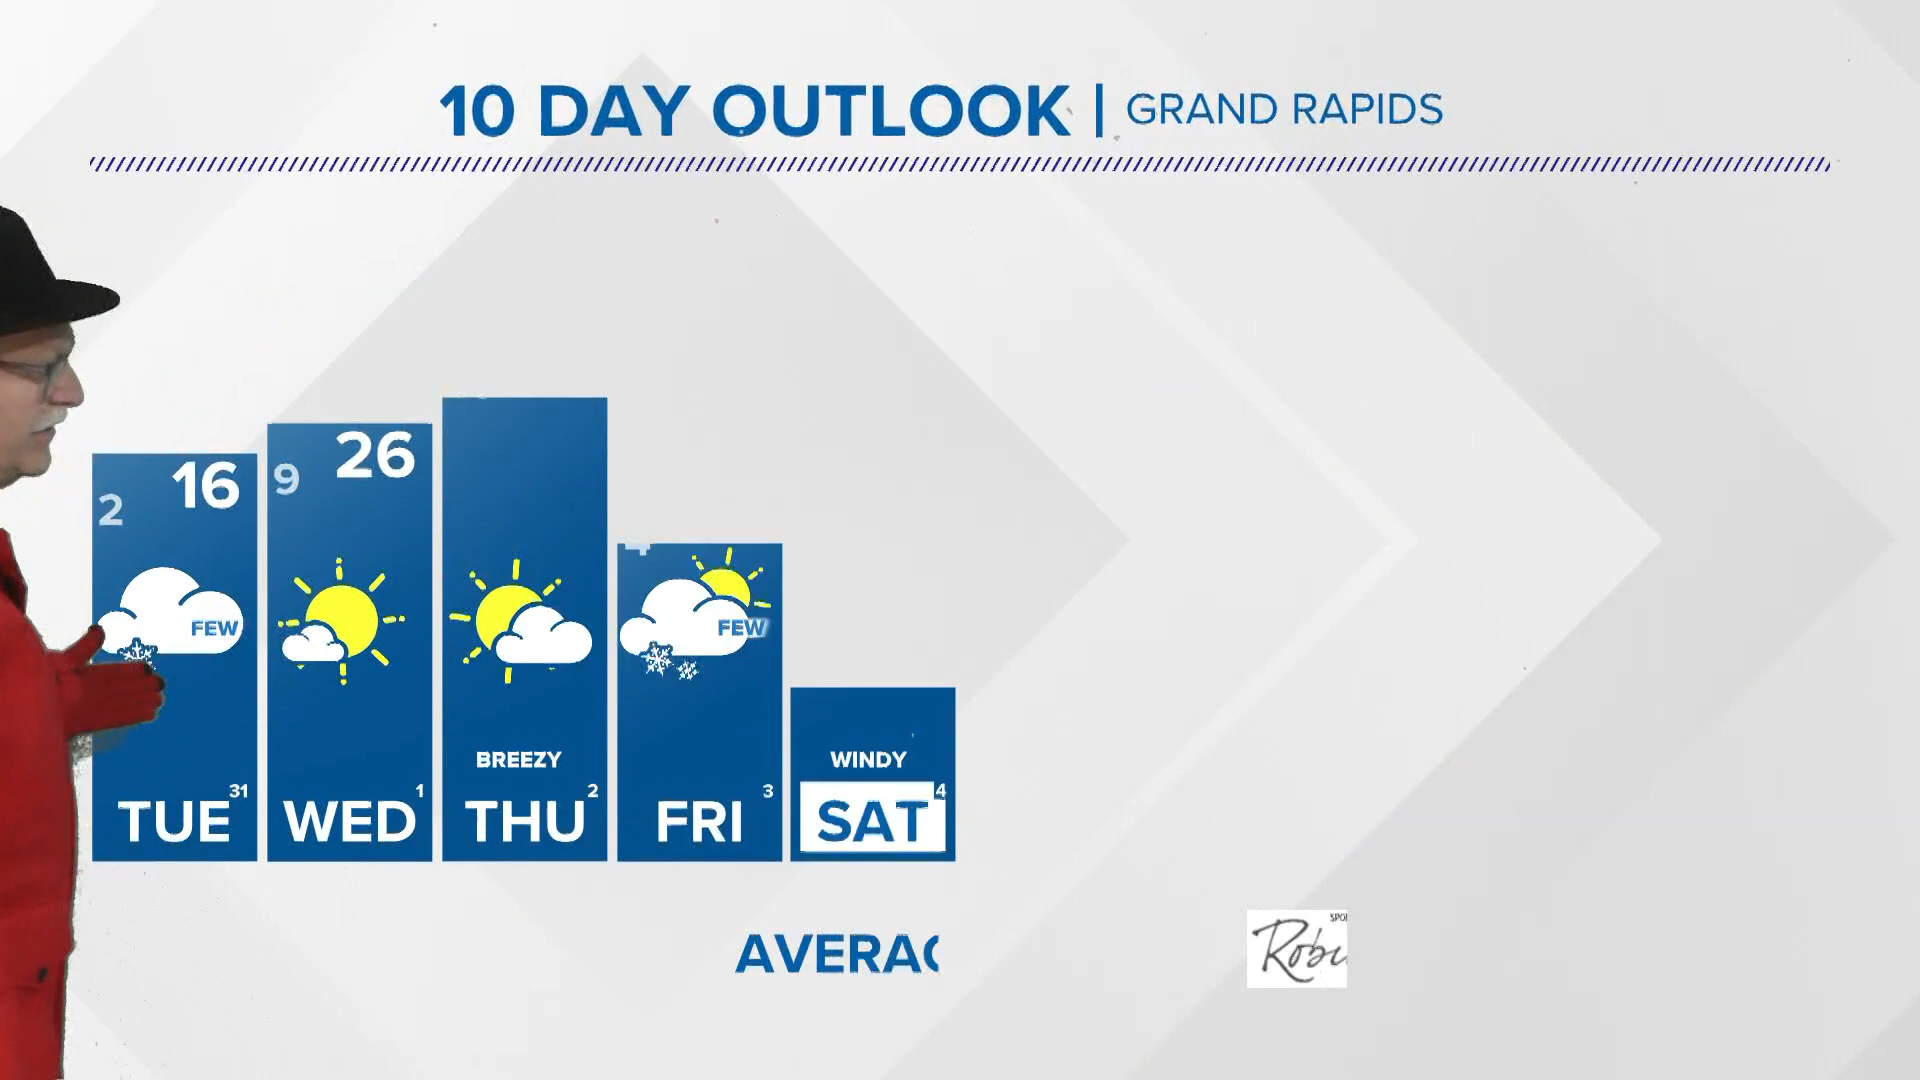 10 DAY OUTLOOK | GRAND RAPIDS
2 16
9 26
FEW
FEW
BREEZY
WINDY
TUE 31
WED 1
THU 2
FRI 3
SAT 4
AVERA